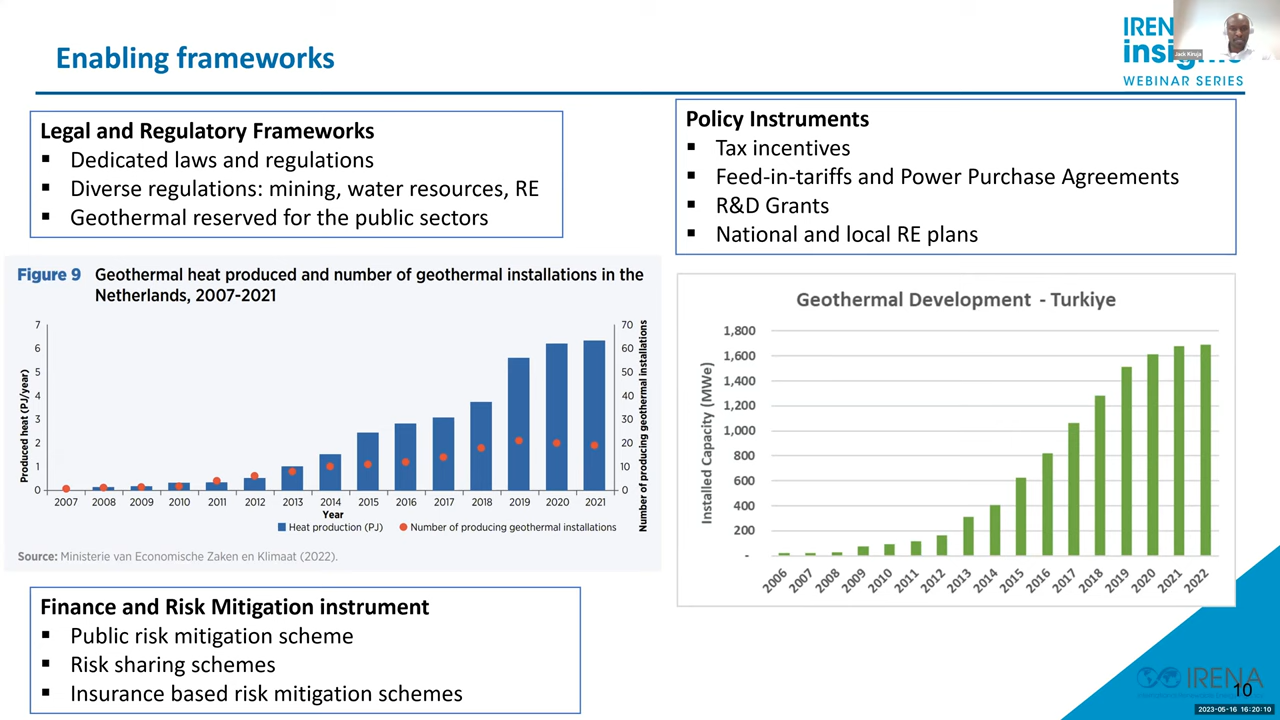 Enabling frameworks
IREN
insights
WEBINAR SERIES
Jack Kiruja
Legal and Regulatory Frameworks
▪ Dedicated laws and regulations
▪ Diverse regulations: mining, water resources, RE
▪ Geothermal reserved for the public sectors
Policy Instruments
▪ Tax incentives
▪ Feed-in-tariffs and Power Purchase Agreements
▪ R&D Grants
▪ National and local RE plans
Figure 9 Geothermal heat produced and number of geothermal installations in the
Netherlands, 2007-2021
Produced heat (PJ/year)
7
6
5
4
3
2
1
0
70
60
50
40
30
20
10
0
Number of producing geothermal installations
2007 2008 2009 2010 2011 2012 2013 2014 2015 2016 2017 2018 2019 2020 2021
Year
Heat production (PJ) Number of producing geothermal installations
Source: Ministerie van Economische Zaken en Klimaat (2022).
Geothermal Development - Turkiye
Installed Capacity (MWe)
1,800
1,600
1,400
1,200
1,000
800
600
400
200
-
2006 2007 2008 2009 2010 2011 2012 2013 2014 2015 2016 2017 2018 2019 2020 2021 2022
Finance and Risk Mitigation instrument
▪ Public risk mitigation scheme
▪ Risk sharing schemes
▪ Insurance based risk mitigation schemes
IRENA
10
2023-05-16 16:20:10